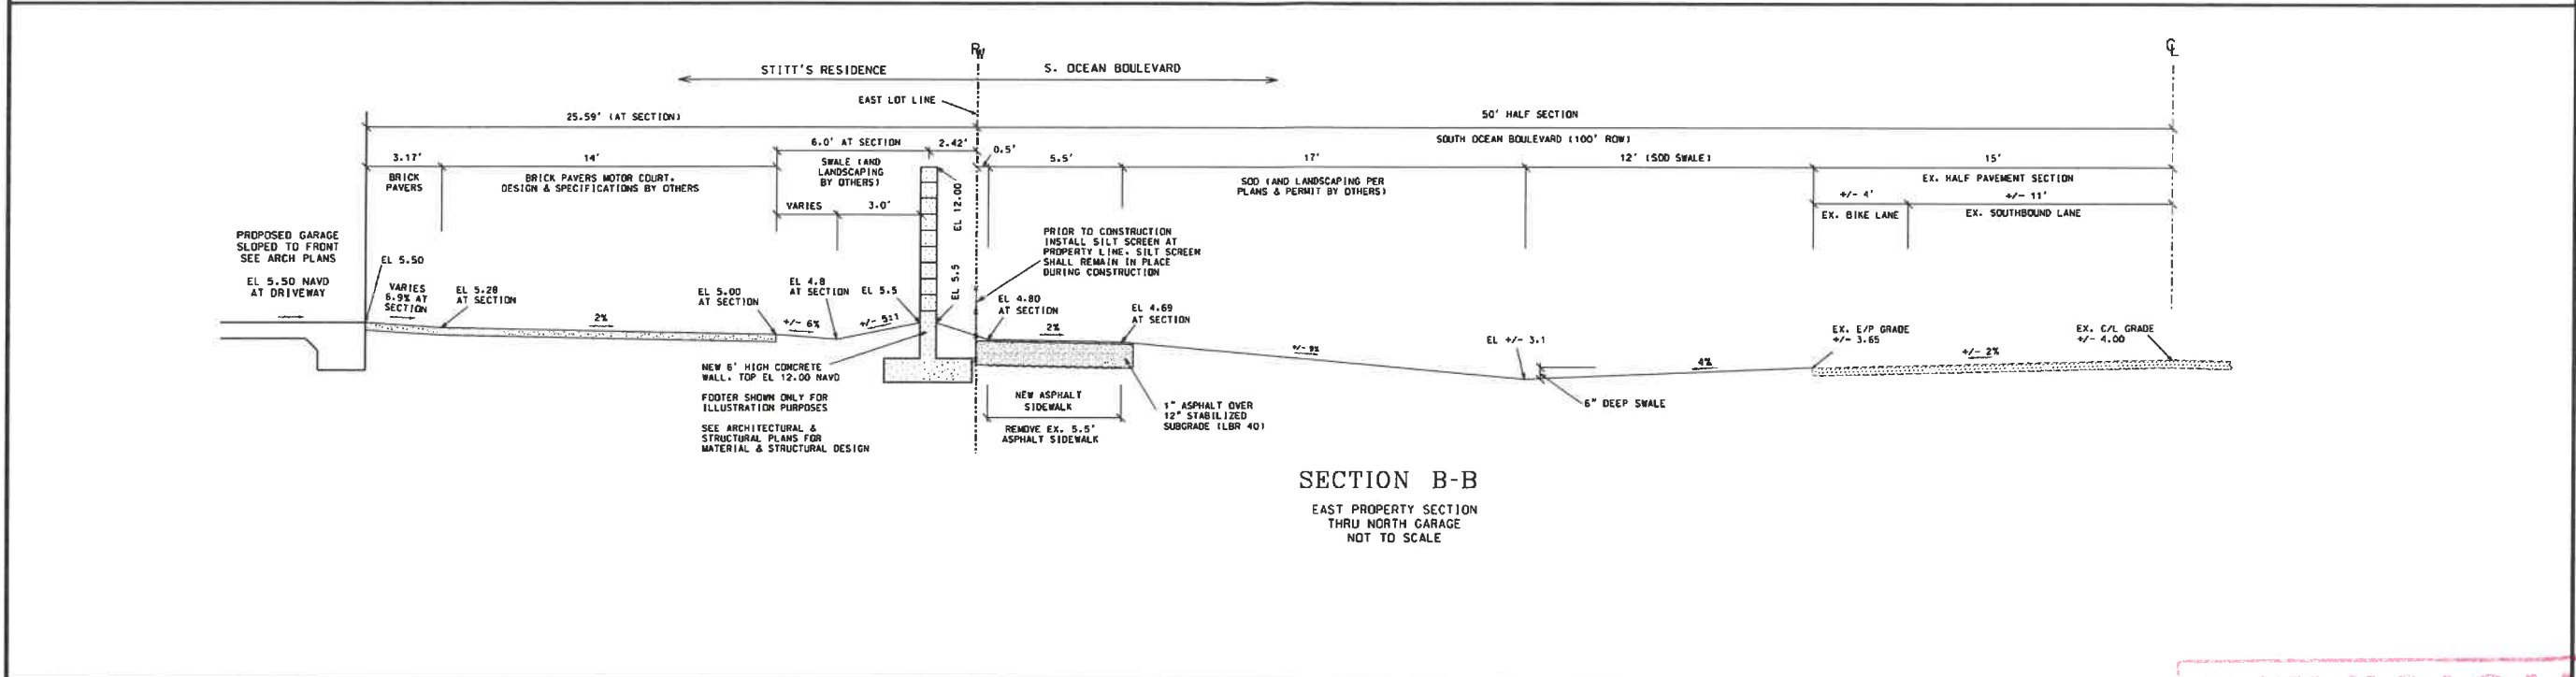 R/W
C/L
STITT'S RESIDENCE
S. OCEAN BOULEVARD
EAST LOT LINE
25.59' (AT SECTION)
50' HALF SECTION
SOUTH OCEAN BOULEVARD (100' ROW)
6.0' AT SECTION
2.42'
0.5'
3.17'
14'
5.5'
17'
12' (SOD SWALE)
15'
BRICK
PAVERS
BRICK PAVERS MOTOR COURT.
DESIGN & SPECIFICATIONS BY OTHERS
SWALE (AND
LANDSCAPING
BY OTHERS)
SOD (AND LANDSCAPING PER
PLANS & PERMIT BY OTHERS)
EX. HALF PAVEMENT SECTION
+/- 4'
+/- 11'
EX. BIKE LANE
EX. SOUTHBOUND LANE
VARIES
3.0'
EL 12.00
EL 5.5
PROPOSED GARAGE
SLOPED TO FRONT
SEE ARCH PLANS
EL 5.50 NAVD
AT DRIVEWAY
EL 5.50
VARIES
6.9% AT
SECTION
EL 5.28
AT SECTION
2%
EL 5.00
AT SECTION
EL 4.8
AT SECTION
EL 5.5
+/- 6%
+/- 5:1
PRIOR TO CONSTRUCTION
INSTALL SILT SCREEN AT
PROPERTY LINE. SILT SCREEN
SHALL REMAIN IN PLACE
DURING CONSTRUCTION
EL 4.80
AT SECTION
2%
EL 4.69
AT SECTION
+/- 9%
EL +/- 3.1
4%
EX. E/P GRADE
+/- 3.65
+/- 2%
EX. C/L GRADE
+/- 4.00
6" DEEP SWALE
NEW 6' HIGH CONCRETE
WALL. TOP EL 12.00 NAVD
FOOTER SHOWN ONLY FOR
ILLUSTRATION PURPOSES
SEE ARCHITECTURAL &
STRUCTURAL PLANS FOR
MATERIAL & STRUCTURAL DESIGN
NEW ASPHALT
SIDEWALK
REMOVE EX. 5.5'
ASPHALT SIDEWALK
1" ASPHALT OVER
12" STABILIZED
SUBGRADE (LBR 40)
SECTION B-B
EAST PROPERTY SECTION
THRU NORTH GARAGE
NOT TO SCALE